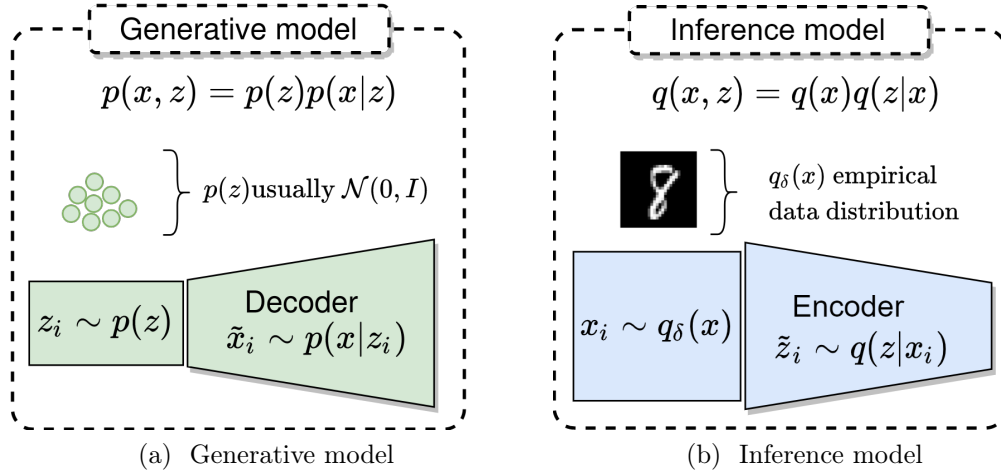 Generative model
p(x, z) = p(z)p(x|z)
p(z)usually 𝒩(0, I)
z_i ∼ p(z)
Decoder
x̃_i ∼ p(x|z_i)
(a) Generative model
Inference model
q(x, z) = q(x)q(z|x)
8
q_δ(x) empirical
data distribution
x_i ∼ q_δ(x)
Encoder
z̃_i ∼ q(z|x_i)
(b) Inference model